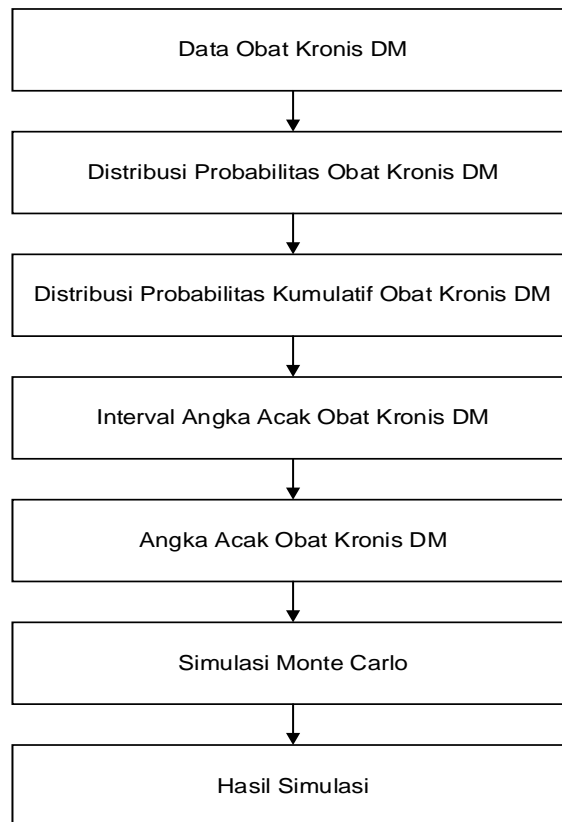 Data Obat Kronis DM
Distribusi Probabilitas Obat Kronis DM
Distribusi Probabilitas Kumulatif Obat Kronis DM
Interval Angka Acak Obat Kronis DM
Angka Acak Obat Kronis DM
Simulasi Monte Carlo
Hasil Simulasi